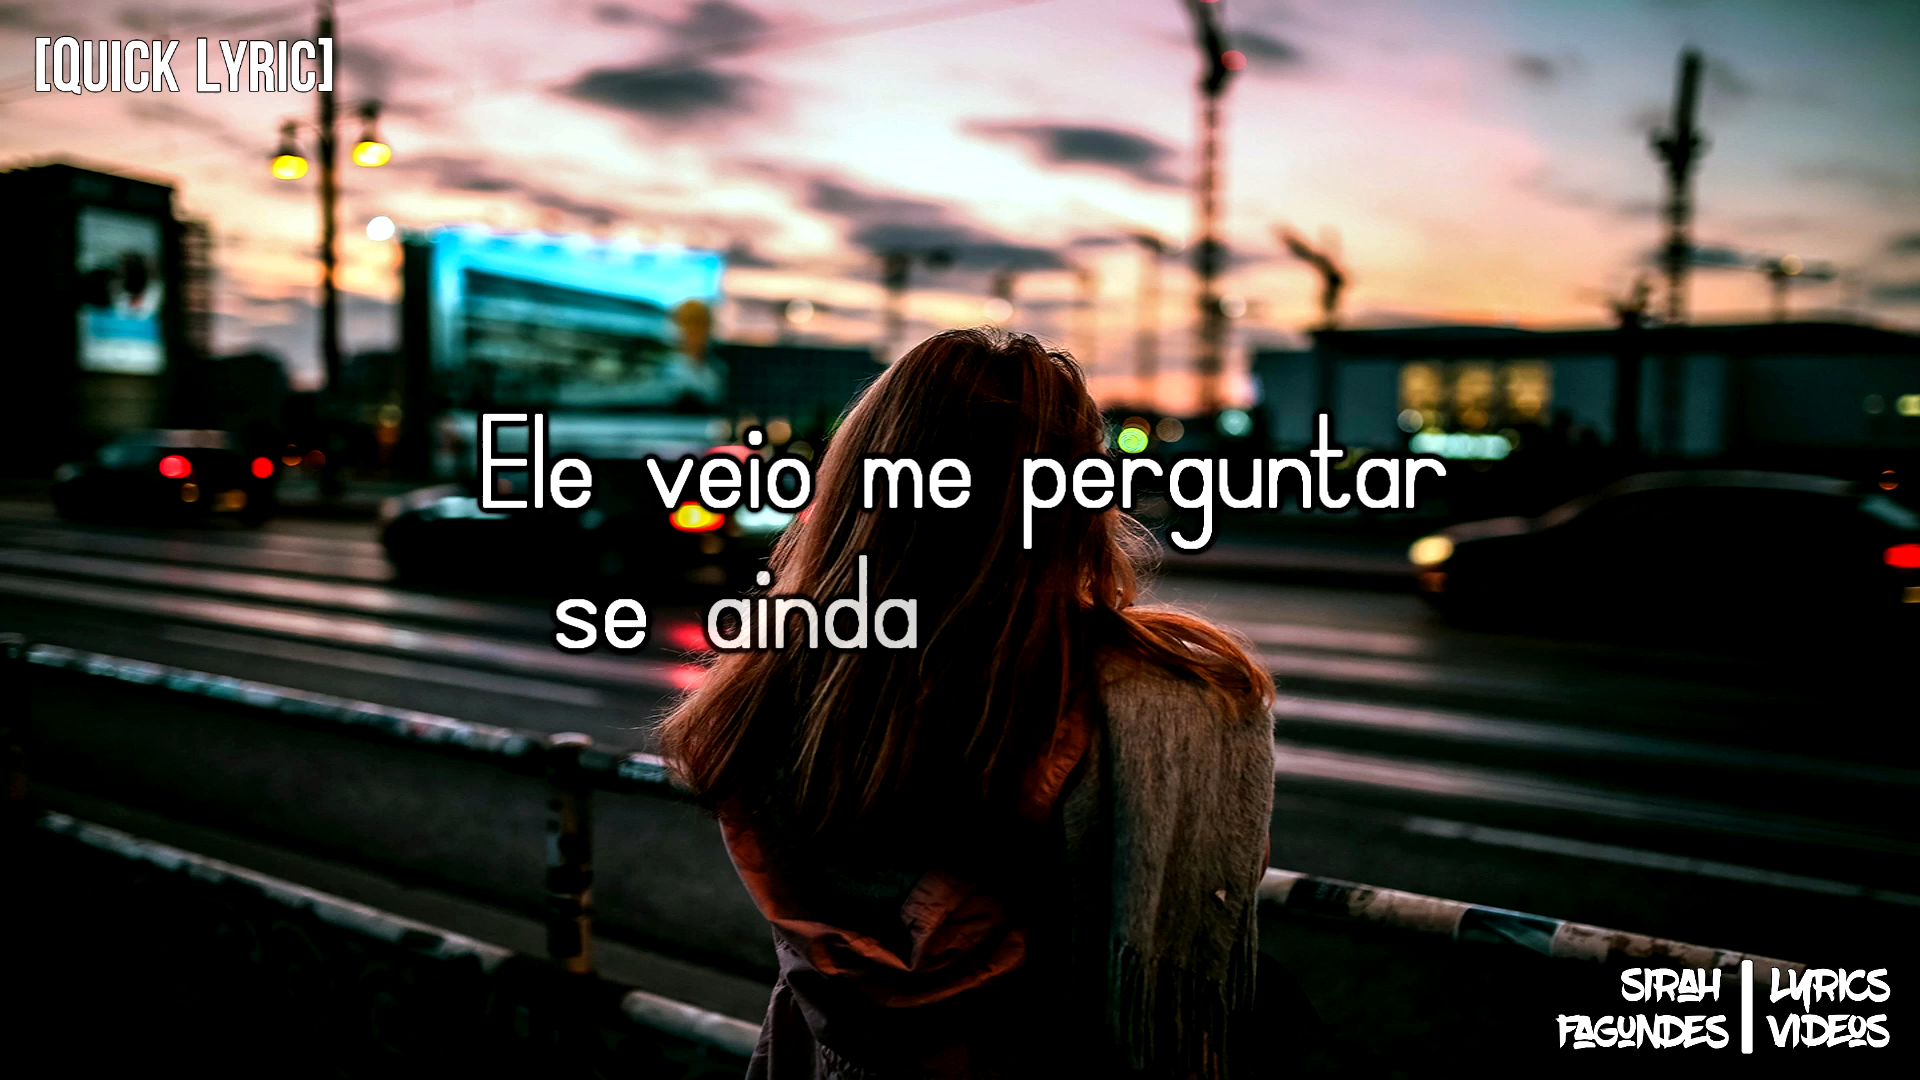 [Quick Lyric]
Ele veio me perguntar
se ainda
SIRAH FAGUNDES | LYRICS VIDEOS